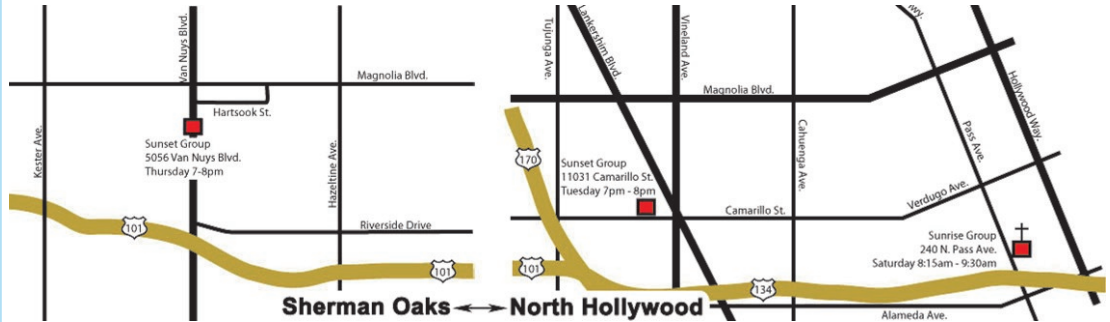 Van Nuys Blvd.
Magnolia Blvd.
Hartsook St.
Kester Ave.
Sunset Group
5056 Van Nuys Blvd.
Thursday 7-8pm
Hazeltine Ave.
Riverside Drive
101
101
Tujunga Ave.
Lankershim Blvd.
Vineland Ave.
wy.
Magnolia Blvd.
Hollywood Way.
170
Sunset Group
11031 Camarillo St.
Tuesday 7pm - 8pm
Cahuenga Ave.
Pass Ave.
Verdugo Ave.
Camarillo St.
Sunrise Group
240 N. Pass Ave.
Saturday 8:15am - 9:30am
101
134
Sherman Oaks
North Hollywood
Alameda Ave.